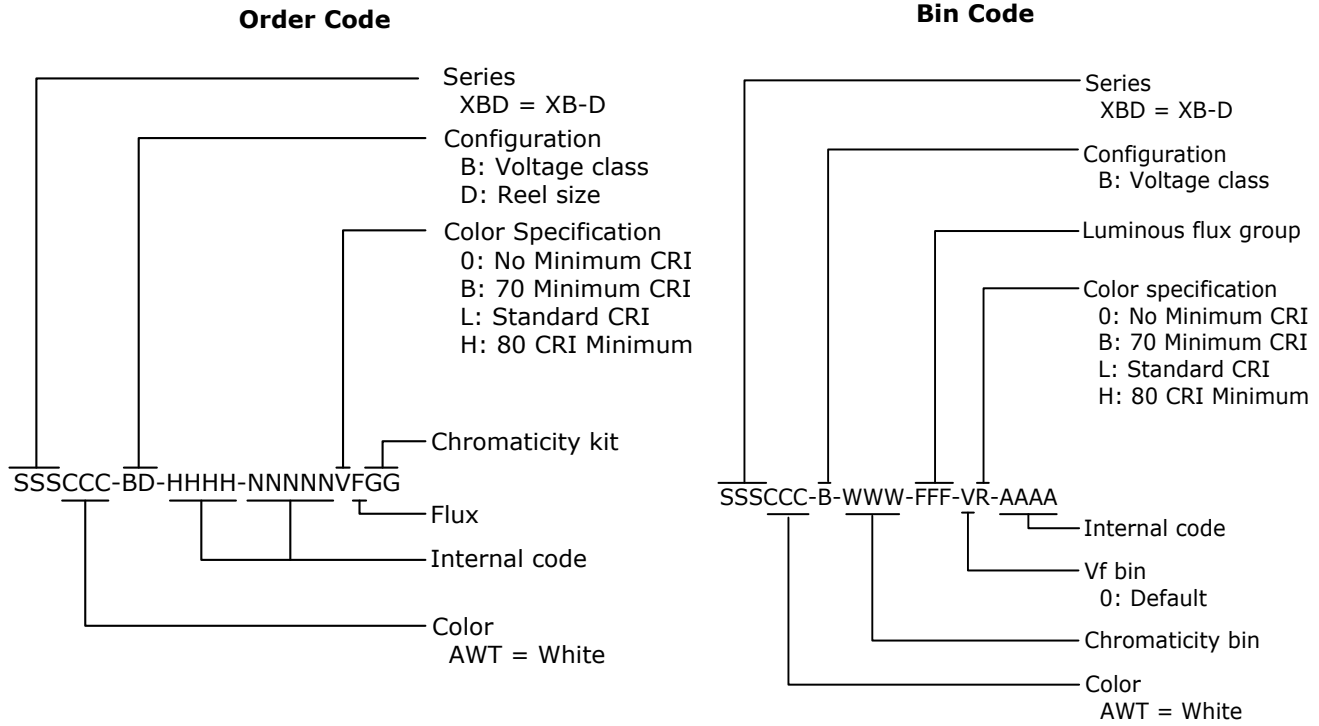 Order Code
Series
XBD = XB-D
Configuration
B: Voltage class
D: Reel size
Color Specification
0: No Minimum CRI
B: 70 Minimum CRI
L: Standard CRI
H: 80 CRI Minimum
Chromaticity kit
SSSCCC-BD-HHHH-NNNNNVFGG
Flux
Internal code
Color
AWT = White
Bin Code
Series
XBD = XB-D
Configuration
B: Voltage class
Luminous flux group
Color specification
0: No Minimum CRI
B: 70 Minimum CRI
L: Standard CRI
H: 80 CRI Minimum
SSSCCC-B-WWW-FFF-VR-AAAA
Internal code
Vf bin
0: Default
Chromaticity bin
Color
AWT = White